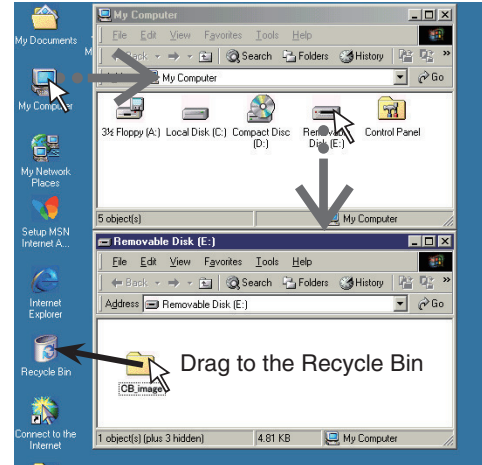 My Computer
My Documents
File Edit View Favorites Tools Help
Back Search Folders History »
My Computer Go
My Computer
3½ Floppy (A:) Local Disk (C:) Compact Disc (D:) Removable Disk (E:) Control Panel
My Network
Places
5 object(s) My Computer
Setup MSN
Internet A...
Removable Disk (E:)
File Edit View Favorites Tools Help
Back Search Folders History »
Address Removable Disk (E:) Go
Internet
Explorer
Recycle Bin
Drag to the Recycle Bin
CB_image
Connect to the
Internet
1 object(s) (plus 3 hidden) 4.81 KB My Computer